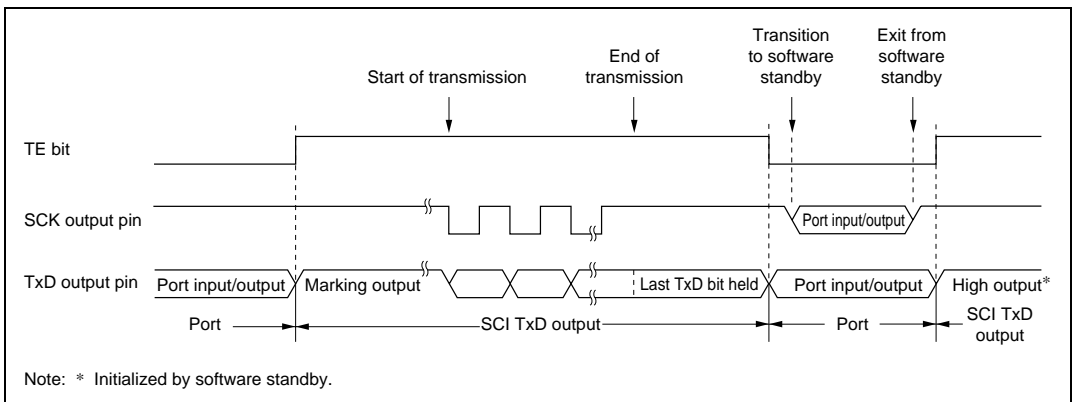 Transition
to software
standby
Exit from
software
standby
End of
transmission
Start of transmission
TE bit
SCK output pin
Port input/output
TxD output pin
Port input/output
Marking output
Last TxD bit held
Port input/output
High output*
Port
SCI TxD output
Port
SCI TxD
output
Note: * Initialized by software standby.